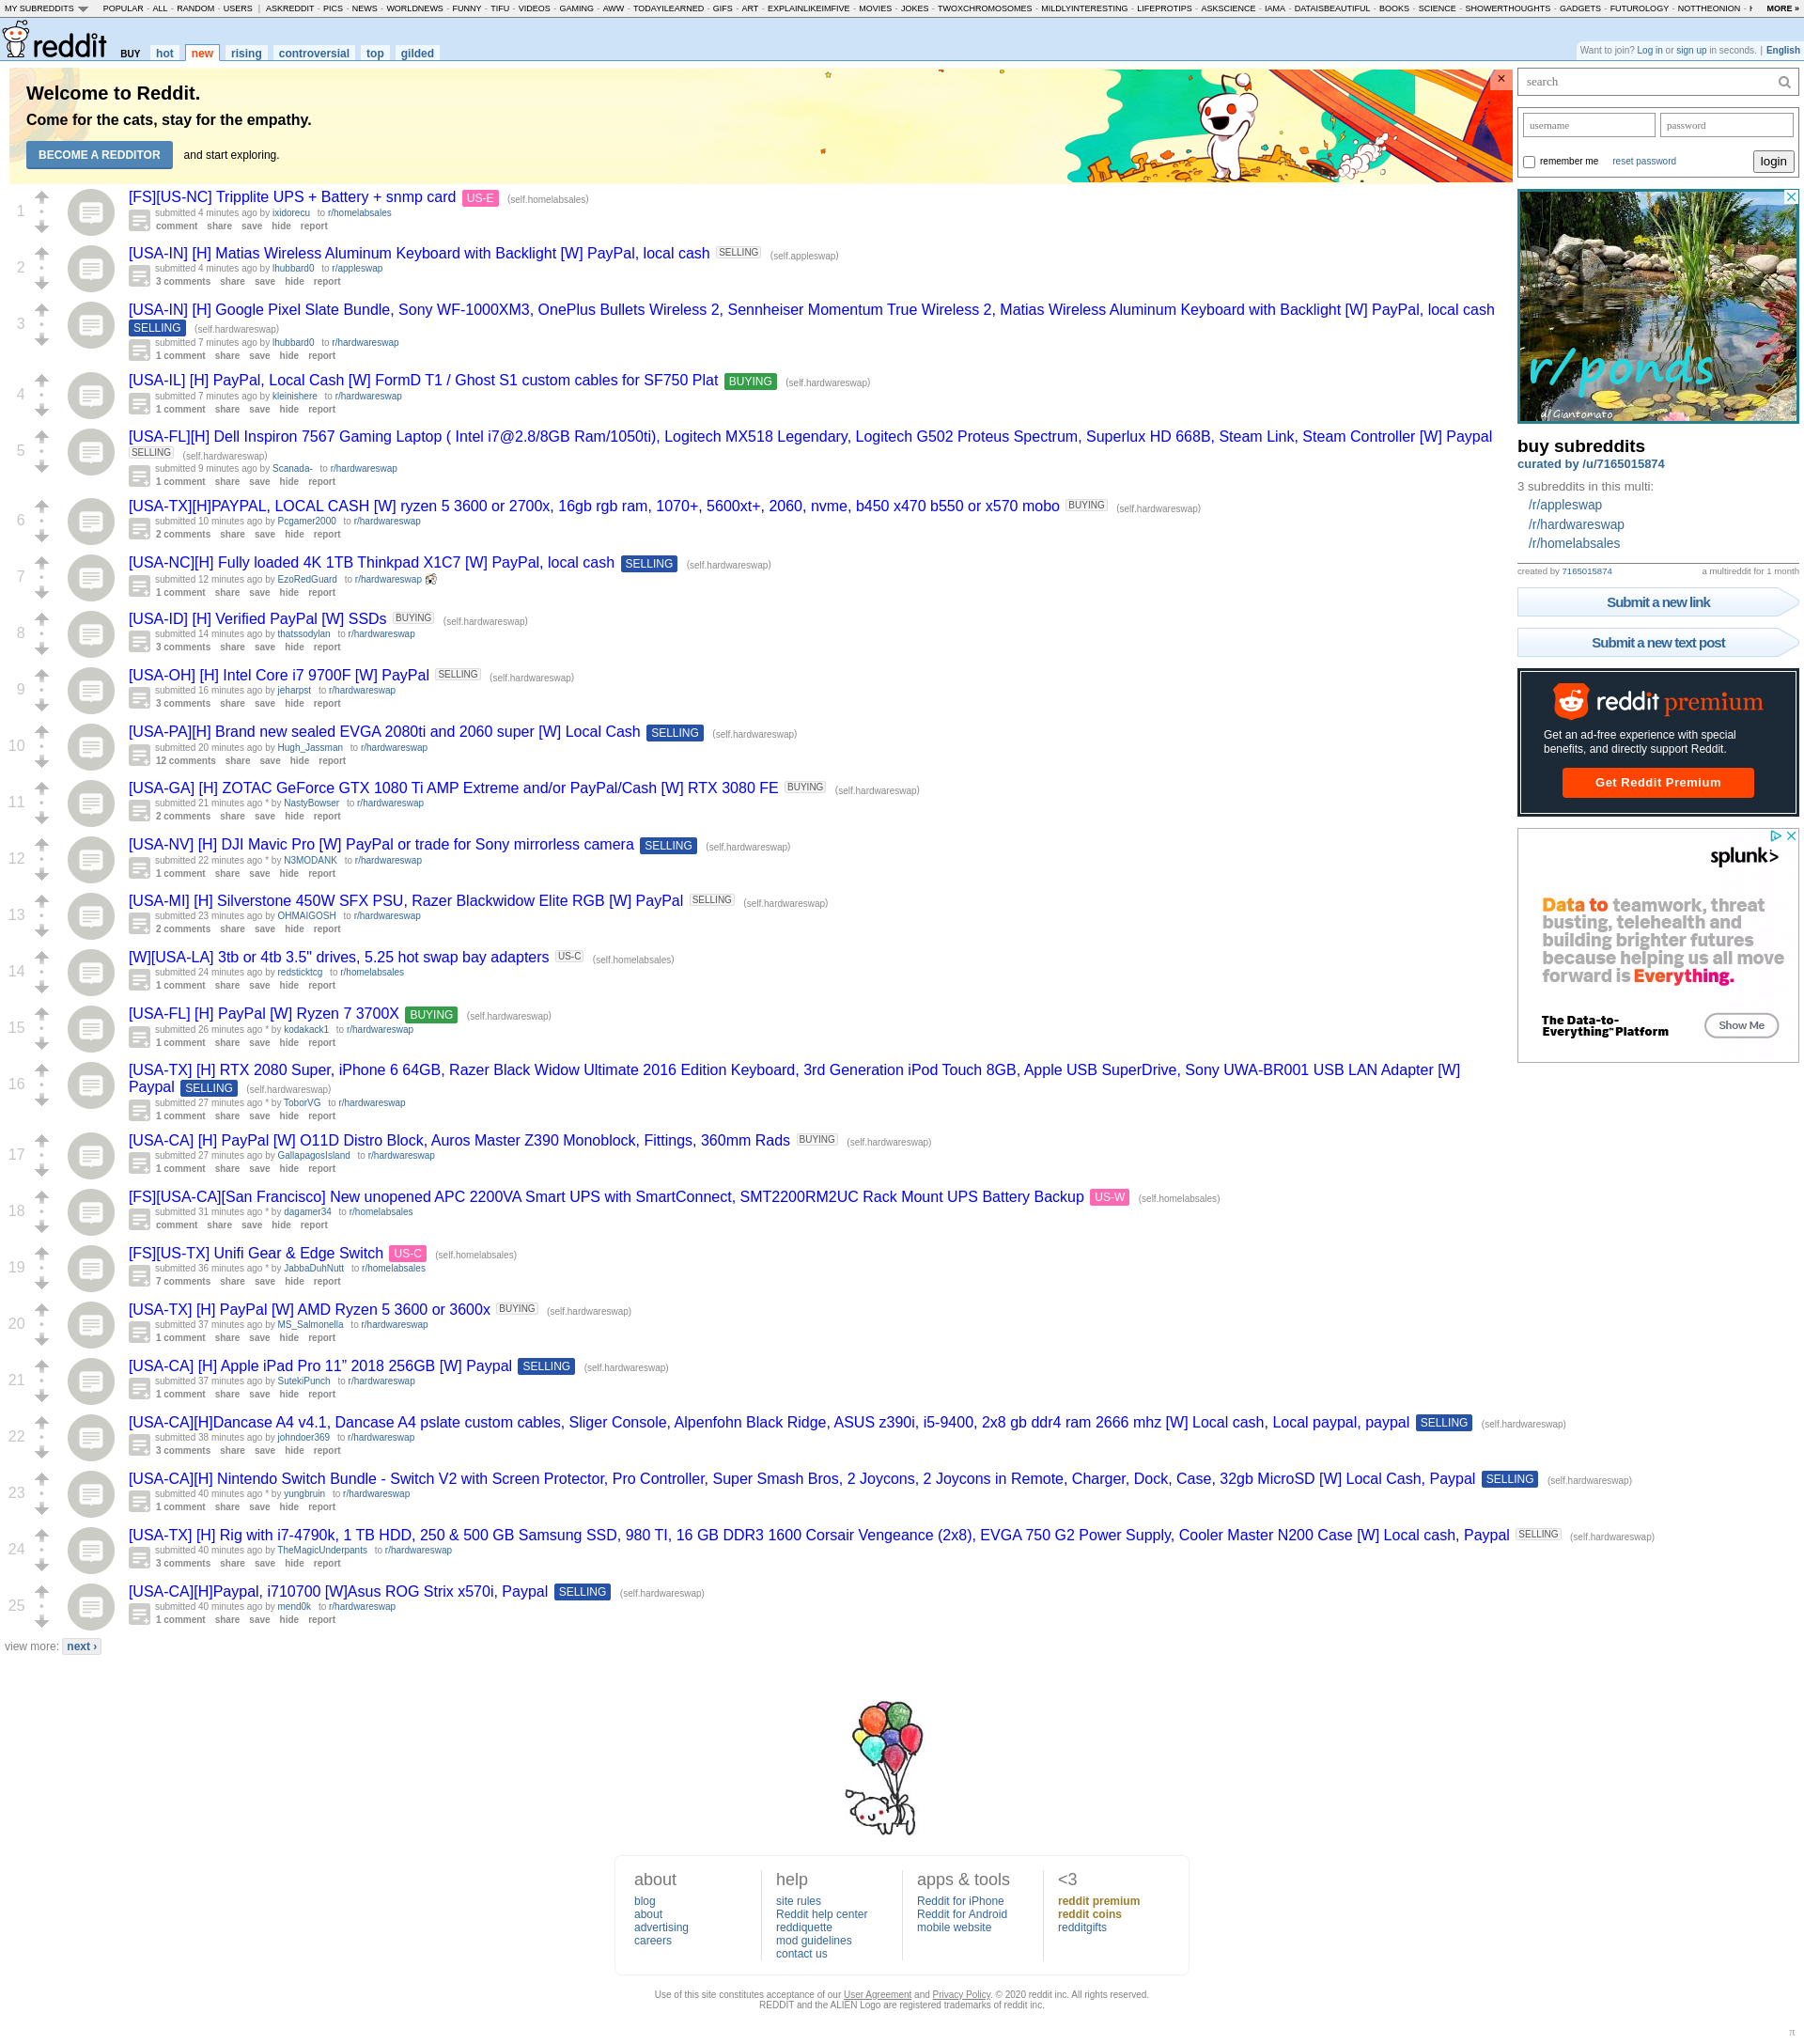 MY SUBREDDITS POPULAR - ALL - RANDOM - USERS | ASKREDDIT - PICS - NEWS - WORLDNEWS - FUNNY - TIFU - VIDEOS - GAMING - AWW - TODAYILEARNED - GIFS - ART - EXPLAINLIKEIMFIVE - MOVIES - JOKES - TWOXCHROMOSOMES - MILDLYINTERESTING - LIFEPROTIPS - ASKSCIENCE - IAMA - DATAISBEAUTIFUL - BOOKS - SCIENCE - SHOWERTHOUGHTS - GADGETS - FUTUROLOGY - NOTTHEONION - MORE »
reddit BUY hot new rising controversial top gilded
Want to join? Log in or sign up in seconds. | English
Welcome to Reddit.
Come for the cats, stay for the empathy.
BECOME A REDDITOR and start exploring.
×
1
[FS][US-NC] Tripplite UPS + Battery + snmp card US-E (self.homelabsales)
submitted 4 minutes ago by ixidorecu to r/homelabsales
comment share save hide report
2
[USA-IN] [H] Matias Wireless Aluminum Keyboard with Backlight [W] PayPal, local cash SELLING (self.appleswap)
submitted 4 minutes ago by lhubbard0 to r/appleswap
3 comments share save hide report
3
[USA-IN] [H] Google Pixel Slate Bundle, Sony WF-1000XM3, OnePlus Bullets Wireless 2, Sennheiser Momentum True Wireless 2, Matias Wireless Aluminum Keyboard with Backlight [W] PayPal, local cash
SELLING (self.hardwareswap)
submitted 7 minutes ago by lhubbard0 to r/hardwareswap
1 comment share save hide report
4
[USA-IL] [H] PayPal, Local Cash [W] FormD T1 / Ghost S1 custom cables for SF750 Plat BUYING (self.hardwareswap)
submitted 7 minutes ago by kleinishere to r/hardwareswap
1 comment share save hide report
5
[USA-FL][H] Dell Inspiron 7567 Gaming Laptop ( Intel i7@2.8/8GB Ram/1050ti), Logitech MX518 Legendary, Logitech G502 Proteus Spectrum, Superlux HD 668B, Steam Link, Steam Controller [W] Paypal
SELLING (self.hardwareswap)
submitted 9 minutes ago by Scanada- to r/hardwareswap
1 comment share save hide report
6
[USA-TX][H]PAYPAL, LOCAL CASH [W] ryzen 5 3600 or 2700x, 16gb rgb ram, 1070+, 5600xt+, 2060, nvme, b450 x470 b550 or x570 mobo BUYING (self.hardwareswap)
submitted 10 minutes ago by Pcgamer2000 to r/hardwareswap
2 comments share save hide report
7
[USA-NC][H] Fully loaded 4K 1TB Thinkpad X1C7 [W] PayPal, local cash SELLING (self.hardwareswap)
submitted 12 minutes ago by EzoRedGuard to r/hardwareswap
1 comment share save hide report
8
[USA-ID] [H] Verified PayPal [W] SSDs BUYING (self.hardwareswap)
submitted 14 minutes ago by thatssodylan to r/hardwareswap
3 comments share save hide report
9
[USA-OH] [H] Intel Core i7 9700F [W] PayPal SELLING (self.hardwareswap)
submitted 16 minutes ago by jeharpst to r/hardwareswap
3 comments share save hide report
10
[USA-PA][H] Brand new sealed EVGA 2080ti and 2060 super [W] Local Cash SELLING (self.hardwareswap)
submitted 20 minutes ago by Hugh_Jassman to r/hardwareswap
12 comments share save hide report
11
[USA-GA] [H] ZOTAC GeForce GTX 1080 Ti AMP Extreme and/or PayPal/Cash [W] RTX 3080 FE BUYING (self.hardwareswap)
submitted 21 minutes ago * by NastyBowser to r/hardwareswap
2 comments share save hide report
12
[USA-NV] [H] DJI Mavic Pro [W] PayPal or trade for Sony mirrorless camera SELLING (self.hardwareswap)
submitted 22 minutes ago * by N3MODANK to r/hardwareswap
1 comment share save hide report
13
[USA-MI] [H] Silverstone 450W SFX PSU, Razer Blackwidow Elite RGB [W] PayPal SELLING (self.hardwareswap)
submitted 23 minutes ago by OHMAIGOSH to r/hardwareswap
2 comments share save hide report
14
[W][USA-LA] 3tb or 4tb 3.5" drives, 5.25 hot swap bay adapters US-C (self.homelabsales)
submitted 24 minutes ago by redsticktcg to r/homelabsales
1 comment share save hide report
15
[USA-FL] [H] PayPal [W] Ryzen 7 3700X BUYING (self.hardwareswap)
submitted 26 minutes ago * by kodakack1 to r/hardwareswap
1 comment share save hide report
16
[USA-TX] [H] RTX 2080 Super, iPhone 6 64GB, Razer Black Widow Ultimate 2016 Edition Keyboard, 3rd Generation iPod Touch 8GB, Apple USB SuperDrive, Sony UWA-BR001 USB LAN Adapter [W]
Paypal SELLING (self.hardwareswap)
submitted 27 minutes ago * by ToborVG to r/hardwareswap
1 comment share save hide report
17
[USA-CA] [H] PayPal [W] O11D Distro Block, Auros Master Z390 Monoblock, Fittings, 360mm Rads BUYING (self.hardwareswap)
submitted 27 minutes ago by GallapagosIsland to r/hardwareswap
1 comment share save hide report
18
[FS][USA-CA][San Francisco] New unopened APC 2200VA Smart UPS with SmartConnect, SMT2200RM2UC Rack Mount UPS Battery Backup US-W (self.homelabsales)
submitted 31 minutes ago * by dagamer34 to r/homelabsales
comment share save hide report
19
[FS][US-TX] Unifi Gear & Edge Switch US-C (self.homelabsales)
submitted 36 minutes ago * by JabbaDuhNutt to r/homelabsales
7 comments share save hide report
20
[USA-TX] [H] PayPal [W] AMD Ryzen 5 3600 or 3600x BUYING (self.hardwareswap)
submitted 37 minutes ago by MS_Salmonella to r/hardwareswap
1 comment share save hide report
21
[USA-CA] [H] Apple iPad Pro 11” 2018 256GB [W] Paypal SELLING (self.hardwareswap)
submitted 37 minutes ago by SutekiPunch to r/hardwareswap
1 comment share save hide report
22
[USA-CA][H]Dancase A4 v4.1, Dancase A4 pslate custom cables, Sliger Console, Alpenfohn Black Ridge, ASUS z390i, i5-9400, 2x8 gb ddr4 ram 2666 mhz [W] Local cash, Local paypal, paypal SELLING (self.hardwareswap)
submitted 38 minutes ago by johndoer369 to r/hardwareswap
3 comments share save hide report
23
[USA-CA][H] Nintendo Switch Bundle - Switch V2 with Screen Protector, Pro Controller, Super Smash Bros, 2 Joycons, 2 Joycons in Remote, Charger, Dock, Case, 32gb MicroSD [W] Local Cash, Paypal SELLING (self.hardwareswap)
submitted 40 minutes ago * by yungbruin to r/hardwareswap
1 comment share save hide report
24
[USA-TX] [H] Rig with i7-4790k, 1 TB HDD, 250 & 500 GB Samsung SSD, 980 TI, 16 GB DDR3 1600 Corsair Vengeance (2x8), EVGA 750 G2 Power Supply, Cooler Master N200 Case [W] Local cash, Paypal SELLING (self.hardwareswap)
submitted 40 minutes ago by TheMagicUnderpants to r/hardwareswap
3 comments share save hide report
25
[USA-CA][H]Paypal, i710700 [W]Asus ROG Strix x570i, Paypal SELLING (self.hardwareswap)
submitted 40 minutes ago by mend0k to r/hardwareswap
1 comment share save hide report
view more: next ›
search
username password
remember me reset password login
r/ponds
u/Giantomato
buy subreddits
curated by /u/7165015874
3 subreddits in this multi:
/r/appleswap
/r/hardwareswap
/r/homelabsales
created by 7165015874 a multireddit for 1 month
Submit a new link
Submit a new text post
reddit premium
Get an ad-free experience with special
benefits, and directly support Reddit.
Get Reddit Premium
splunk>
Data to teamwork, threat
busting, telehealth and
building brighter futures
because helping us all move
forward is Everything.
The Data-to-
Everything™ Platform
Show Me
about
blog
about
advertising
careers
help
site rules
Reddit help center
reddiquette
mod guidelines
contact us
apps & tools
Reddit for iPhone
Reddit for Android
mobile website
<3
reddit premium
reddit coins
redditgifts
Use of this site constitutes acceptance of our User Agreement and Privacy Policy. © 2020 reddit inc. All rights reserved.
REDDIT and the ALIEN Logo are registered trademarks of reddit inc.
π